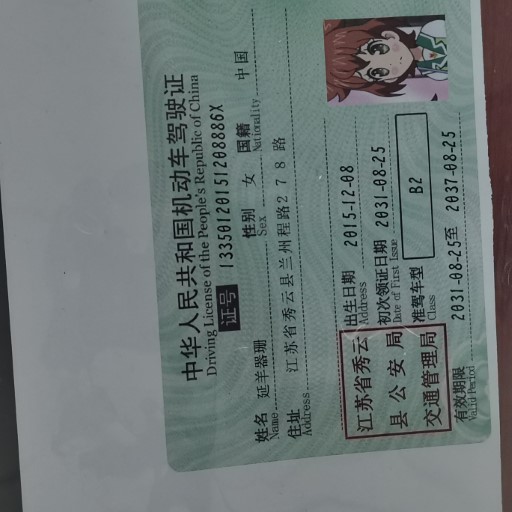 中华人民共和国机动车驾驶证
Driving License of the People's Republic of China
证号 13350120151208886X
姓名 延羊器珊 性别 女 国籍 中国
Name Sex Nationality
住址 江苏省秀云县兰州程路278路
Address
出生日期 2015-12-08
Address
初次领证日期 2031-08-25
Date of First Issue
准驾车型 B2
Class
江苏省秀云
县公安局
交通管理局
有效期限 2031-08-25至 2037-08-25
Valid Period